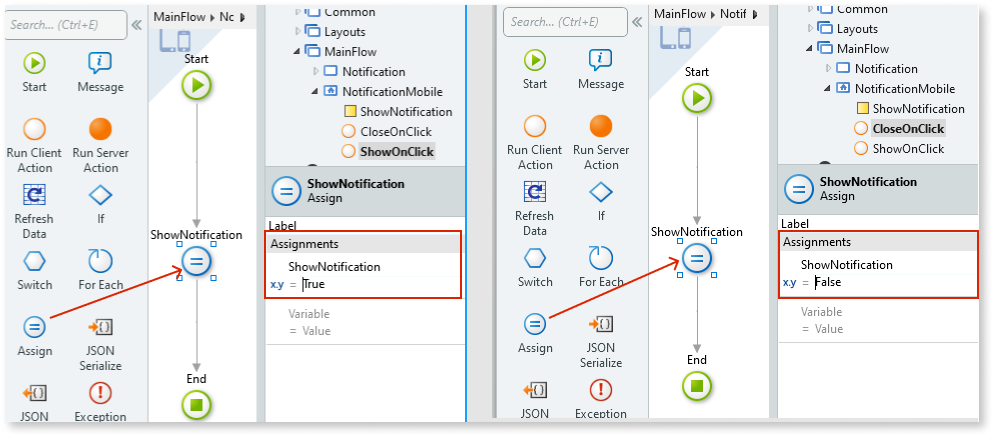 Search... (Ctrl+E)
Start
Message
Run Client
Action
Run Server
Action
Refresh
Data
If
Switch
For Each
Assign
JSON
Serialize
JSON
Exception
MainFlow
Start
ShowNotification
End
Common
Layouts
MainFlow
Notification
NotificationMobile
ShowNotification
CloseOnClick
ShowOnClick
ShowNotification
Assign
Label
Assignments
ShowNotification
x.y = True
Variable
= Value
Search... (Ctrl+E)
Start
Message
Run Client
Action
Run Server
Action
Refresh
Data
If
Switch
For Each
Assign
JSON
Serialize
JSON
Exception
MainFlow Notif
Start
ShowNotification
End
Common
Layouts
MainFlow
Notification
NotificationMobile
ShowNotification
CloseOnClick
ShowOnClick
ShowNotification
Assign
Label
Assignments
ShowNotification
x.y = False
Variable
= Value